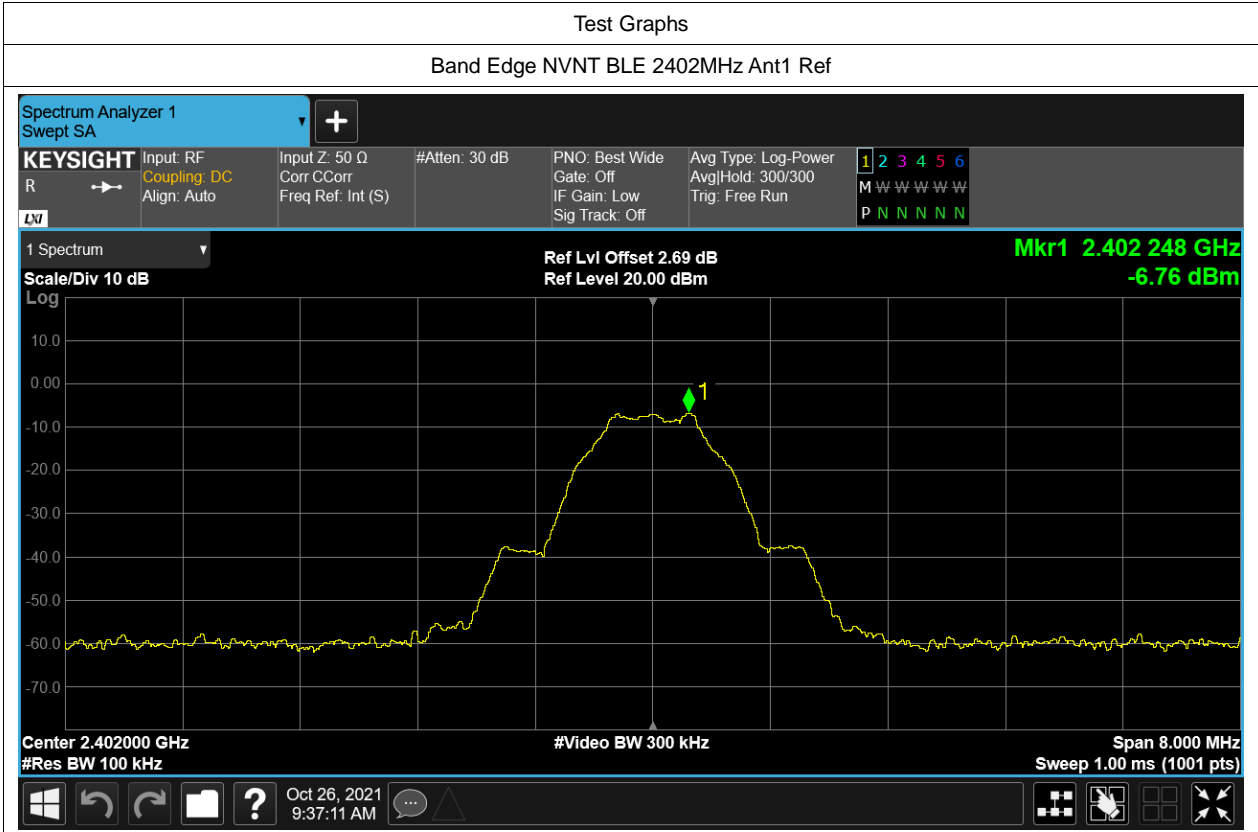 Test Graphs
Band Edge NVNT BLE 2402MHz Ant1 Ref
Spectrum Analyzer 1
Swept SA
+
KEYSIGHT
R
LXI
Input: RF
Coupling: DC
Align: Auto
Input Z: 50 Ω
Corr CCorr
Freq Ref: Int (S)
#Atten: 30 dB
PNO: Best Wide
Gate: Off
IF Gain: Low
Sig Track: Off
Avg Type: Log-Power
Avg|Hold: 300/300
Trig: Free Run
1 2 3 4 5 6
M W W W W W
P N N N N N
1 Spectrum
Scale/Div 10 dB
Log
Ref Lvl Offset 2.69 dB
Ref Level 20.00 dBm
Mkr1 2.402 248 GHz
-6.76 dBm
10.0
0.00
-10.0
-20.0
-30.0
-40.0
-50.0
-60.0
-70.0
1
Center 2.402000 GHz
#Res BW 100 kHz
#Video BW 300 kHz
Span 8.000 MHz
Sweep 1.00 ms (1001 pts)
?
Oct 26, 2021
9:37:11 AM